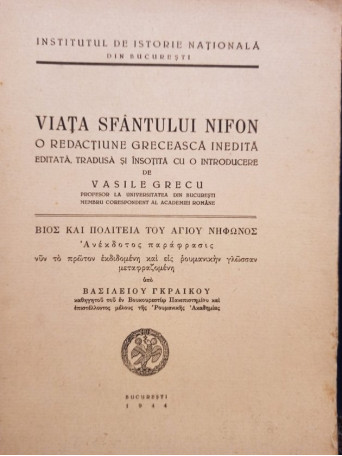 INSTITUTUL DE ISTORIE NAȚIONALĂ
DIN BUCUREȘTI
VIAȚA SFÂNTULUI NIFON
O REDACȚIUNE GRECEASCĂ INEDITĂ
EDITATĂ, TRADUSĂ ȘI ÎNSOȚITĂ CU O INTRODUCERE
DE
VASILE GRECU
PROFESOR LA UNIVERSITATEA DIN BUCUREȘTI
MEMBRU CORESPONDENT AL ACADEMIEI ROMÂNE
ΒΙΟΣ ΚΑΙ ΠΟΛΙΤΕΙΑ ΤΟΥ ΑΓΙΟΥ ΝΗΦΩΝΟΣ
Ἀνέκδοτος παράφρασις
νῦν τὸ πρῶτον ἐκδιδομένη καὶ εἰς ῥουμανικὴν γλῶσσαν
μεταφραζομένη
ὑπὸ
ΒΑΣΙΛΕΙΟΥ ΓΚΡΑΙΚΟΥ
καθηγητοῦ τοῦ ἐν Βουκουρεστίῳ Πανεπιστημίου καὶ
ἐπιστέλλοντος μέλους τῆς Ῥουμανικῆς Ἀκαδημίας
BUCUREȘTI
1944